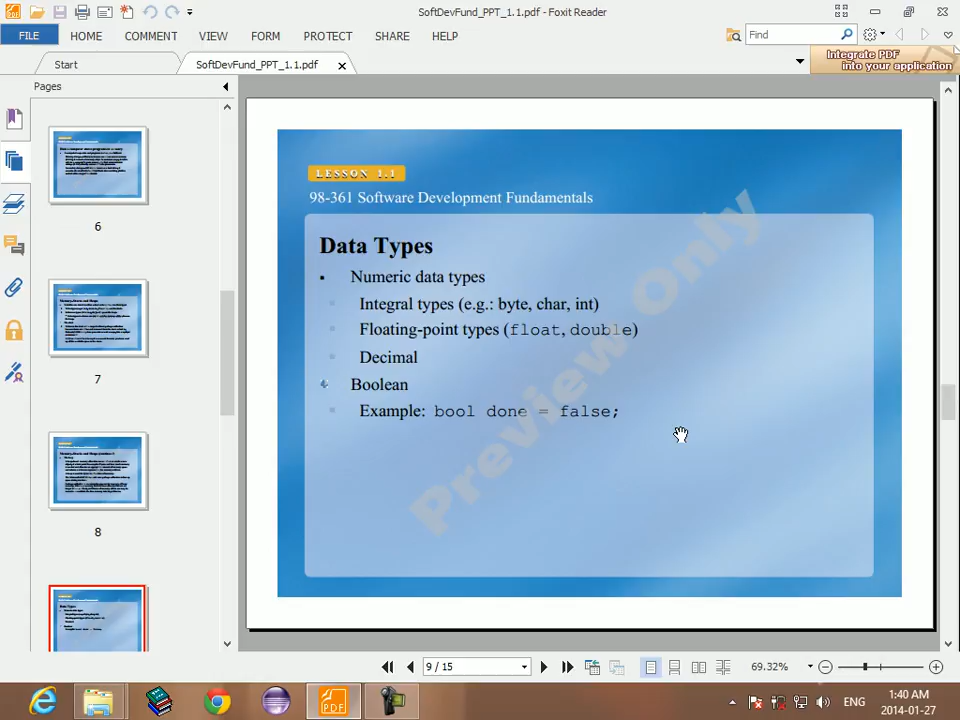 SoftDevFund_PPT_1.1.pdf - Foxit Reader
FILE HOME COMMENT VIEW FORM PROTECT SHARE HELP
Find
Start
SoftDevFund_PPT_1.1.pdf
Integrate PDF
into your application
Pages
6
7
8
LESSON 1.1
98-361 Software Development Fundamentals
Data Types
Numeric data types
Integral types (e.g.: byte, char, int)
Floating-point types (float, double)
Decimal
Boolean
Example: bool done = false;
Preview Only
Data Types
9 / 15
69.32%
ENG
1:40 AM
2014-01-27